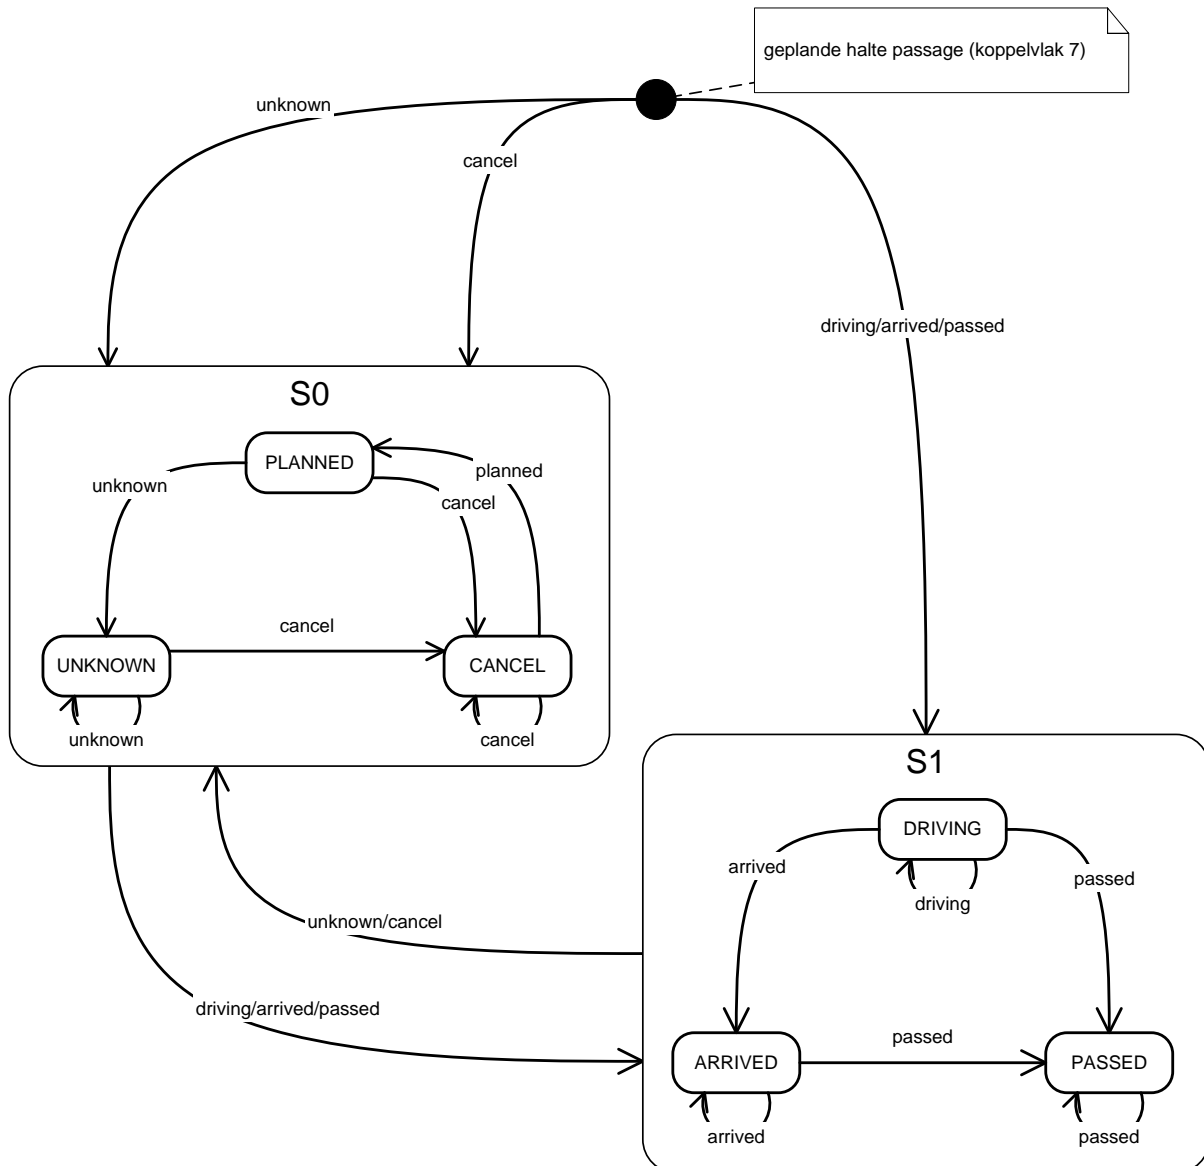 geplande halte passage (koppelvlak 7)
unknown
cancel
driving/arrived/passed
S0
PLANNED
planned
unknown
cancel
cancel
UNKNOWN
CANCEL
unknown
cancel
S1
DRIVING
arrived
passed
driving
unknown/cancel
driving/arrived/passed
passed
ARRIVED
PASSED
arrived
passed